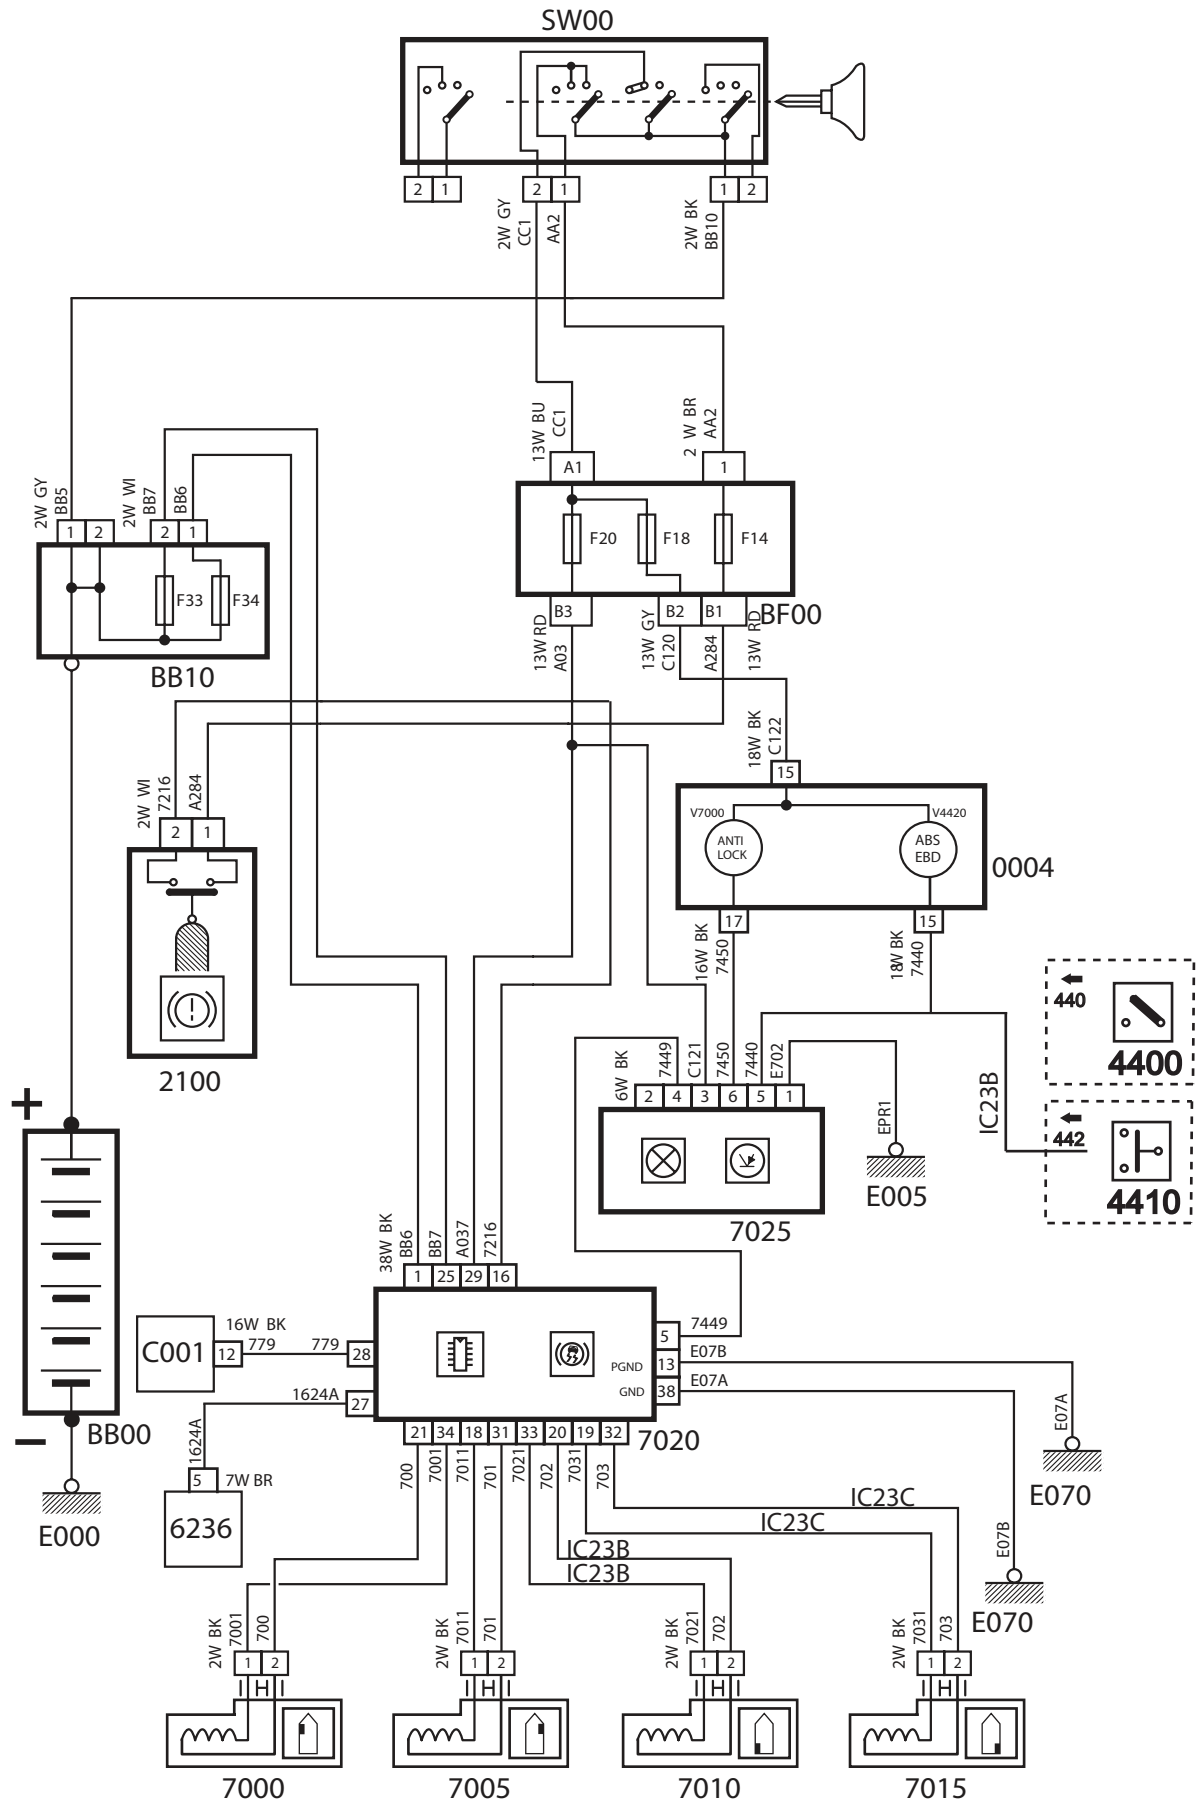 SW00
2 1 2 1 1 2
2W GY
CC1
AA2
2W BK
BB10
13W BU
CC1
2 W BR
AA2
A1 1
2W GY
BB5
2W WI
BB7
BB6
1 2 2 1
F20 F18 F14
F33 F34
B3 B2 B1
BF00
BB10
13W RD
A03
13W GY
C120
A284
13W RD
18W BK
C122
15
2W WI
7216
A284
2 1
V7000 V4420
ANTI
LOCK
ABS
EBD
0004
17 15
16W BK
7450
18W BK
7440
2100
440
4400
IC23B
442
4410
6W BK
7449
C121
7450
7440
E702
2 4 3 6 5 1
EPR1
E005
7025
+
38W BK
BB6
BB7
A037
7216
1 25 29 16
C001
16W BK
12 779 779 28
5 7449
PGND 13 E07B
GND 38 E07A
1624A 27
21 34 18 31 33 20 19 32
7020
BB00
−
E000
1624A
5 7W BR
6236
700
7001
7011
701
7021
702
7031
703
E07A
E070
IC23C
IC23C
IC23B
IC23B
E07B
E070
2W BK
7001
700
2W BK
7011
701
2W BK
7021
702
2W BK
7031
703
1 2 1 2 1 2 1 2
7000 7005 7010 7015